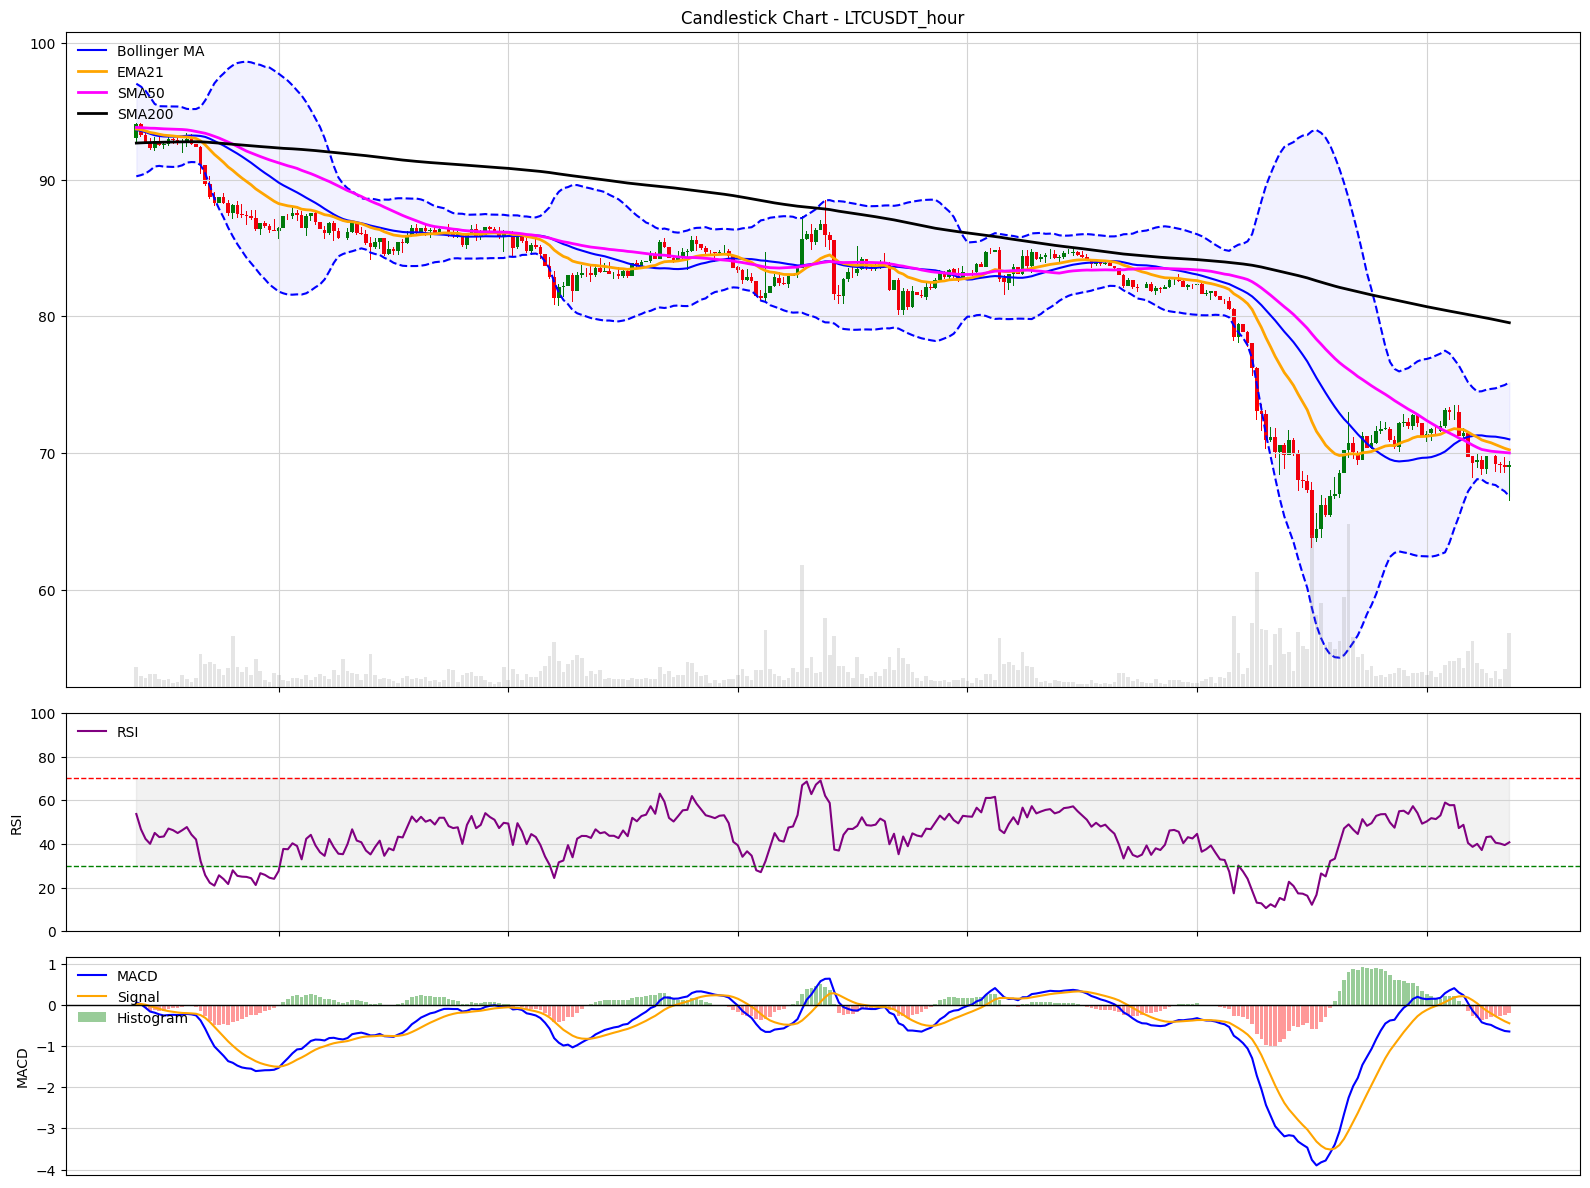 Candlestick Chart - LTCUSDT_hour
100
90
80
70
60
Bollinger MA
EMA21
SMA50
SMA200
100
80
60
40
20
0
RSI
RSI
1
0
−1
−2
−3
−4
MACD
MACD
Signal
Histogram